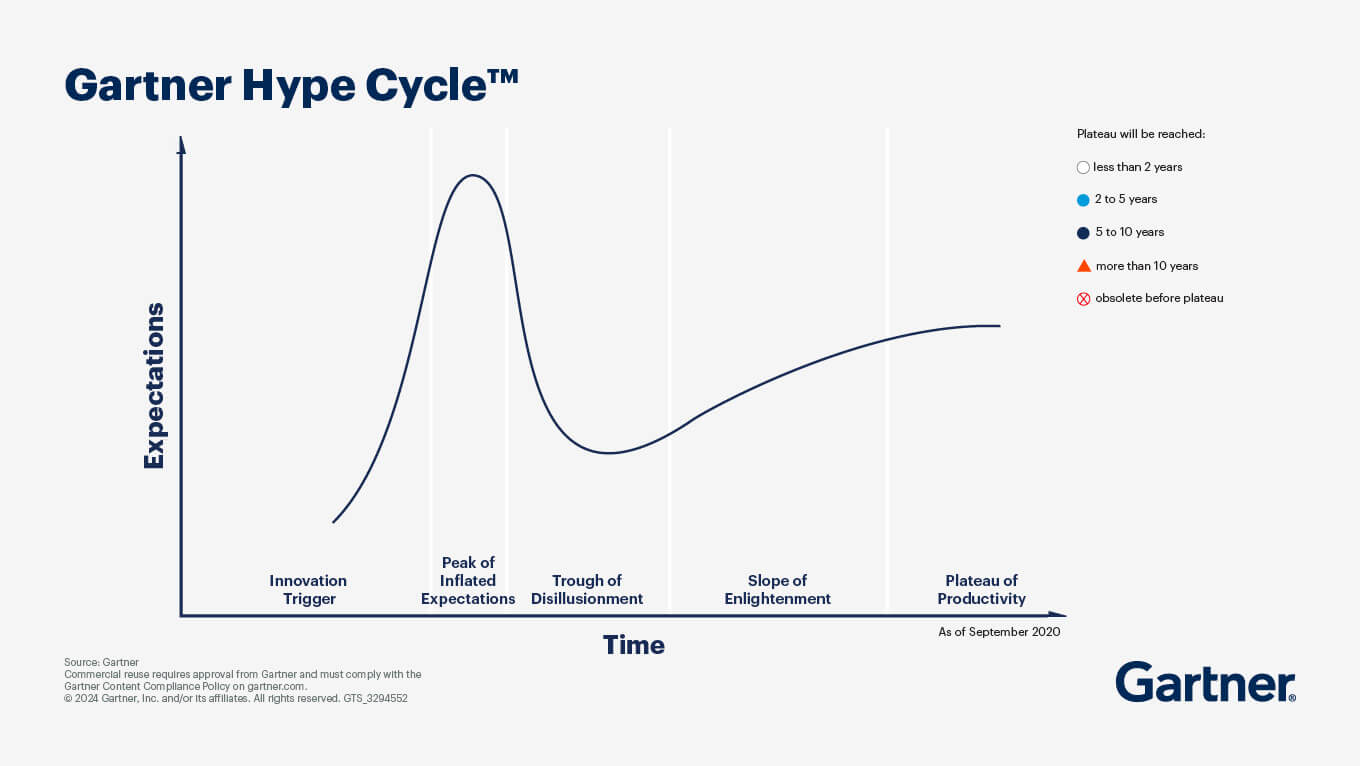 Gartner Hype Cycle™
Plateau will be reached:
less than 2 years
2 to 5 years
5 to 10 years
more than 10 years
obsolete before plateau
Expectations
Innovation
Trigger
Peak of
Inflated
Expectations
Trough of
Disillusionment
Slope of
Enlightenment
Plateau of
Productivity
Time
As of September 2020
Source: Gartner
Commercial reuse requires approval from Gartner and must comply with the
Gartner Content Compliance Policy on gartner.com.
© 2024 Gartner, Inc. and/or its affiliates. All rights reserved. GTS_3294552
Gartner®